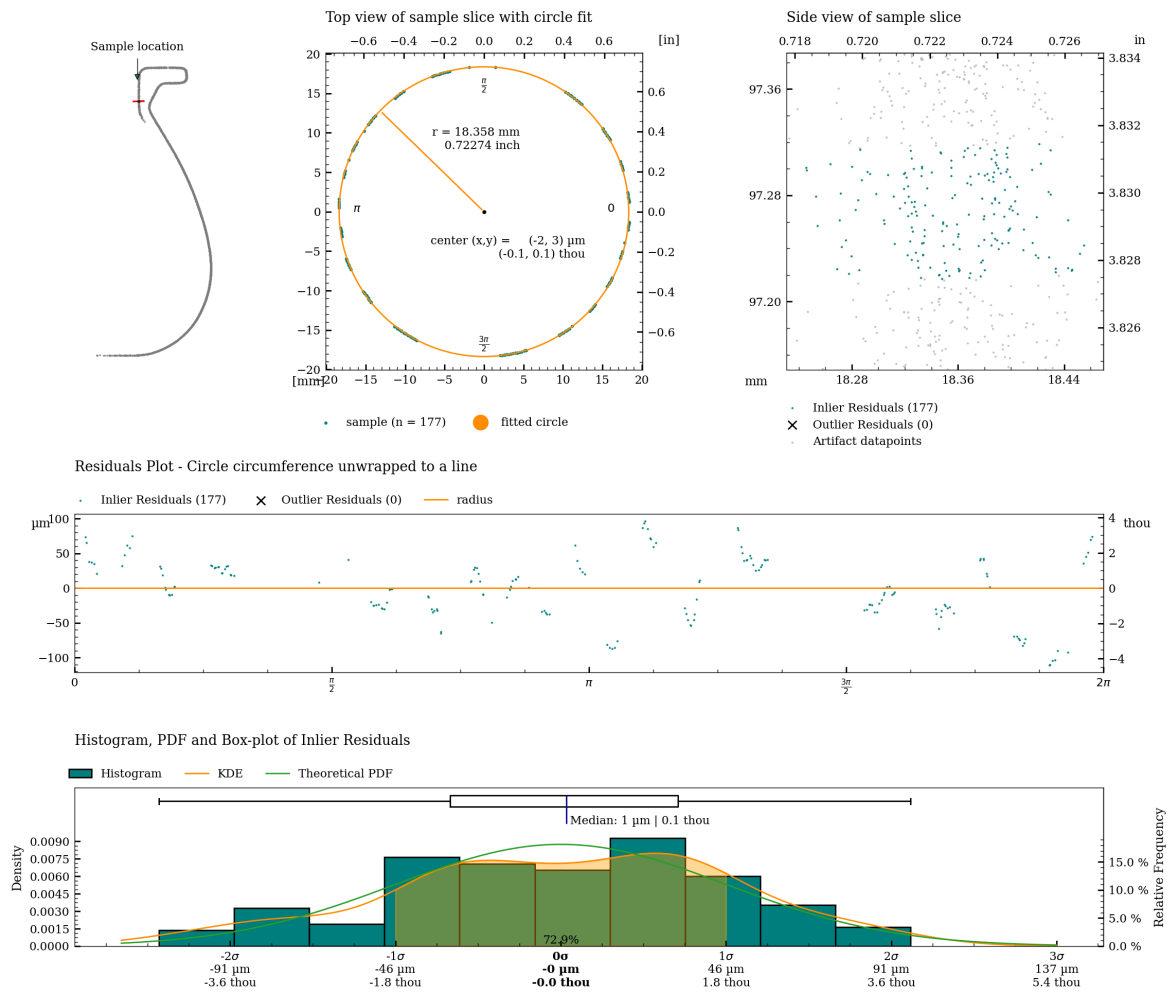 Top view of sample slice with circle fit
Side view of sample slice
Sample location
−0.6 −0.4 −0.2 0.0 0.2 0.4 0.6 [in]
0.718 0.720 0.722 0.724 0.726 in
20
15
10
5
0
−5
−10
−15
−20
0.6
0.4
0.2
0.0
−0.2
−0.4
−0.6
π/2
r = 18.358 mm
0.72274 inch
π
0
center (x,y) = (-2, 3) µm
(-0.1, 0.1) thou
3π/2
[mm] −20 −15 −10 −5 0 5 10 15 20
97.36
97.28
97.20
3.834
3.832
3.830
3.828
3.826
mm 18.28 18.36 18.44
sample (n = 177) fitted circle
Inlier Residuals (177)
Outlier Residuals (0)
Artifact datapoints
Residuals Plot - Circle circumference unwrapped to a line
Inlier Residuals (177) Outlier Residuals (0) radius
µm
100
50
0
−50
−100
thou
4
2
0
−2
−4
0 π/2 π 3π/2 2π
Histogram, PDF and Box-plot of Inlier Residuals
Histogram KDE Theoretical PDF
Median: 1 µm | 0.1 thou
Density
0.0090
0.0075
0.0060
0.0045
0.0030
0.0015
0.0000
Relative Frequency
15.0 %
10.0 %
5.0 %
0.0 %
72.9%
-2σ -1σ 0σ 1σ 2σ 3σ
-91 µm -46 µm -0 µm 46 µm 91 µm 137 µm
-3.6 thou -1.8 thou -0.0 thou 1.8 thou 3.6 thou 5.4 thou